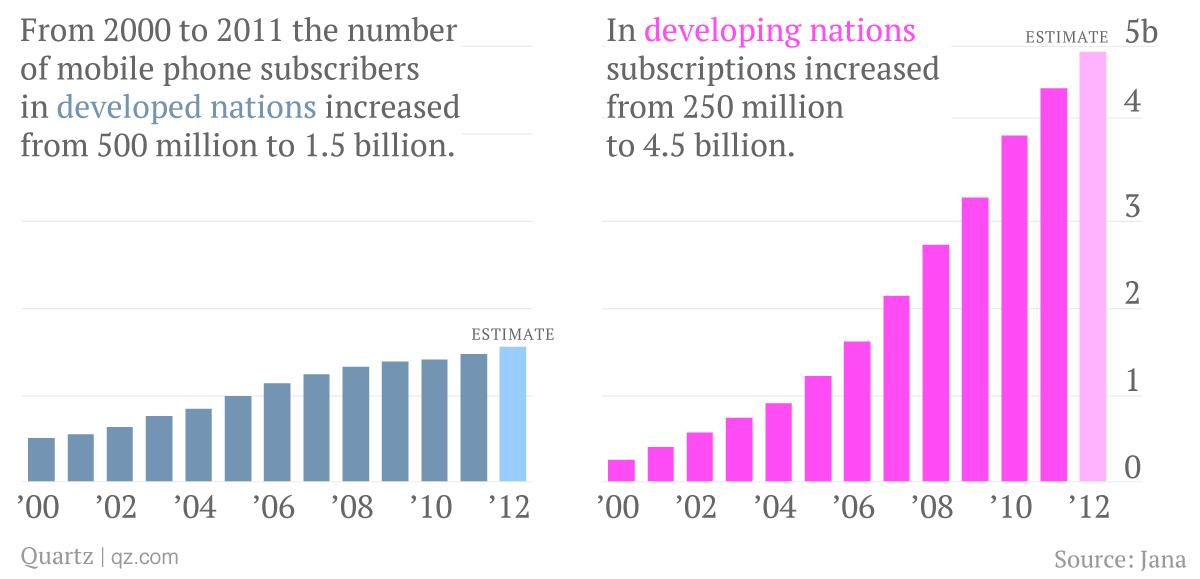 From 2000 to 2011 the number
of mobile phone subscribers
in developed nations increased
from 500 million to 1.5 billion.
ESTIMATE
’00 ’02 ’04 ’06 ’08 ’10 ’12
In developing nations
subscriptions increased
from 250 million
to 4.5 billion.
ESTIMATE
5b
4
3
2
1
0
’00 ’02 ’04 ’06 ’08 ’10 ’12
Quartz | qz.com
Source: Jana